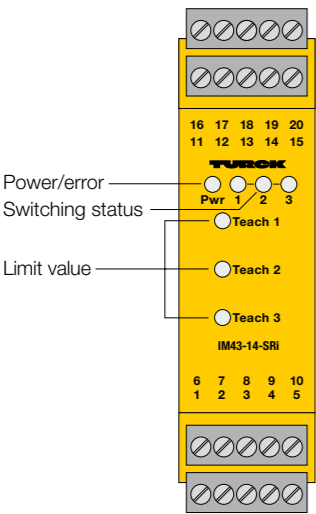 16 17 18 19 20
11 12 13 14 15
TURCK
Power/error
Pwr 1 2 3
Switching status
Teach 1
Limit value
Teach 2
Teach 3
IM43-14-SRi
6 7 8 9 10
1 2 3 4 5